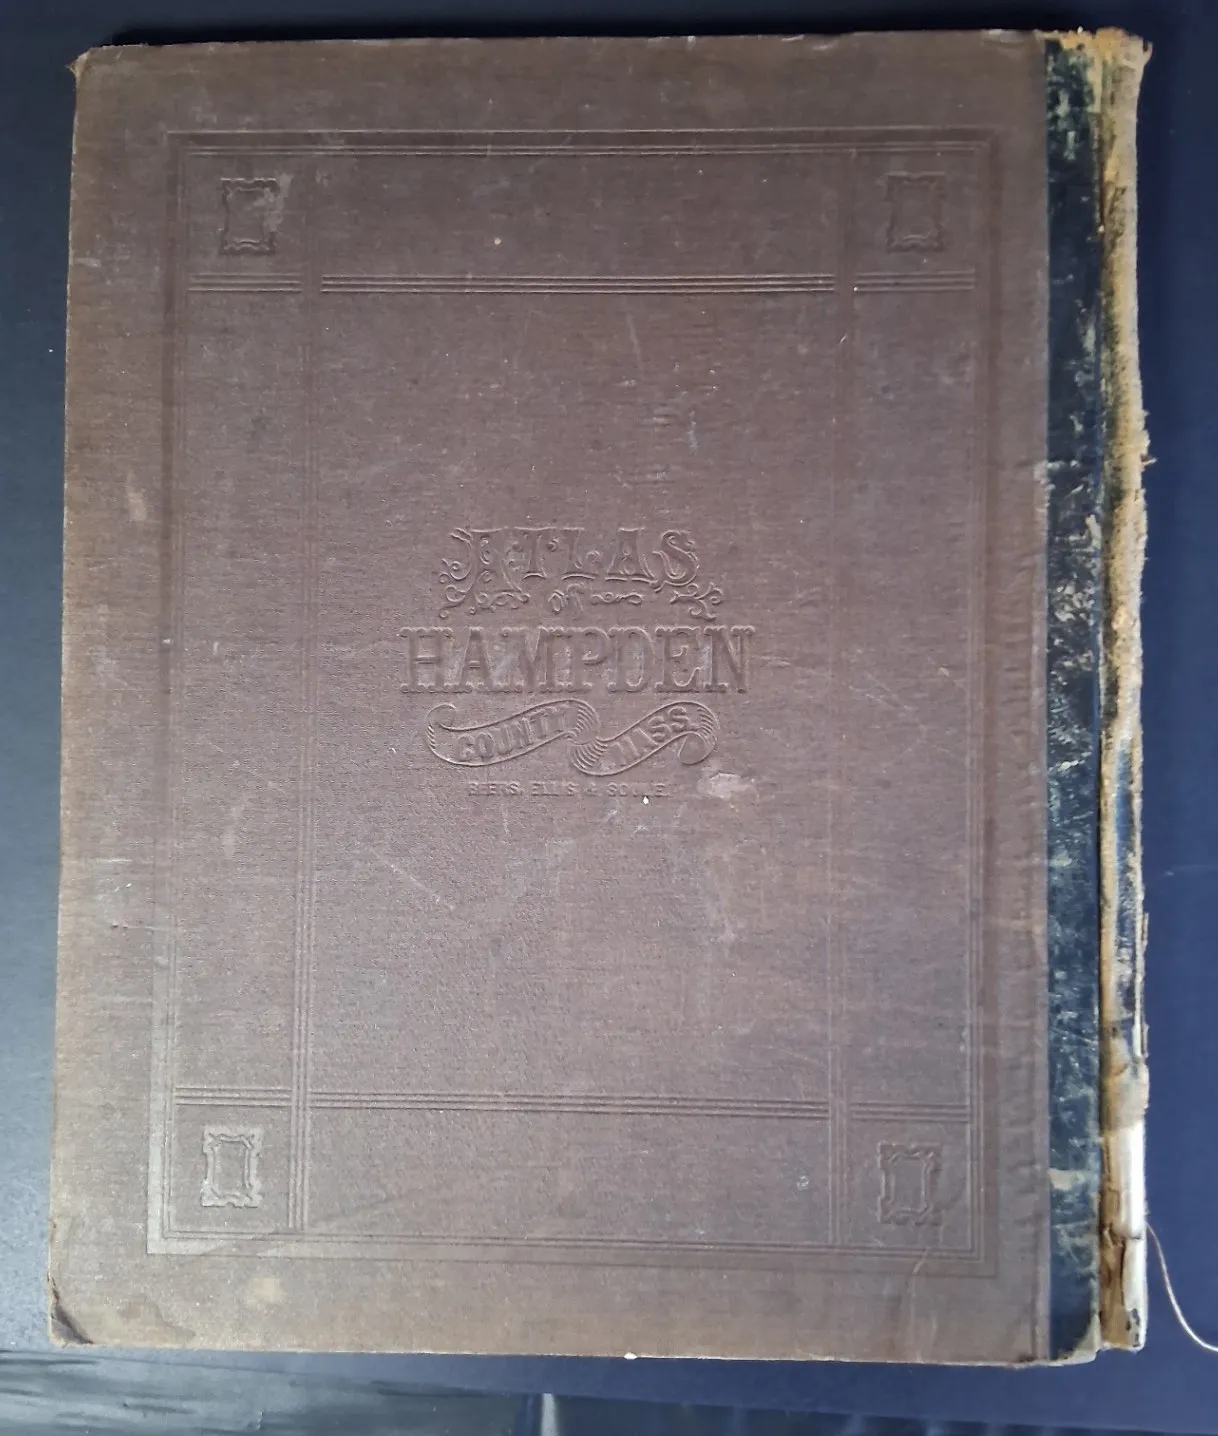 ATLAS
OF
HAMPDEN
COUNTY MASS.
BEERS, ELLIS & SOULE